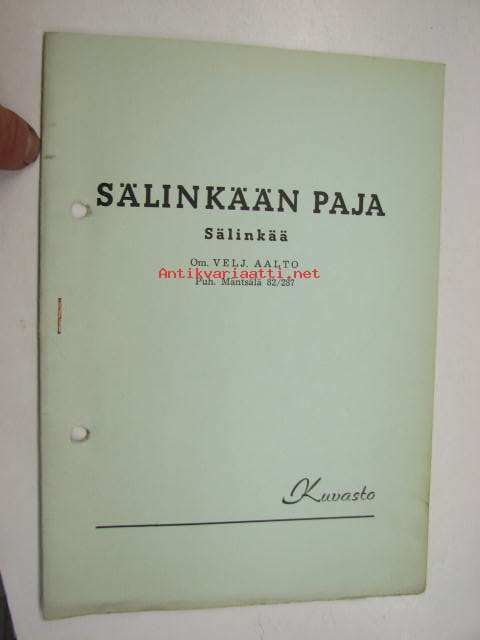 SÄLINKÄÄN PAJA
Sälinkää
Om. VELJ. AALTO
Antikvariaatti.net
Puh. Mäntsälä 82/287
Kuvasto